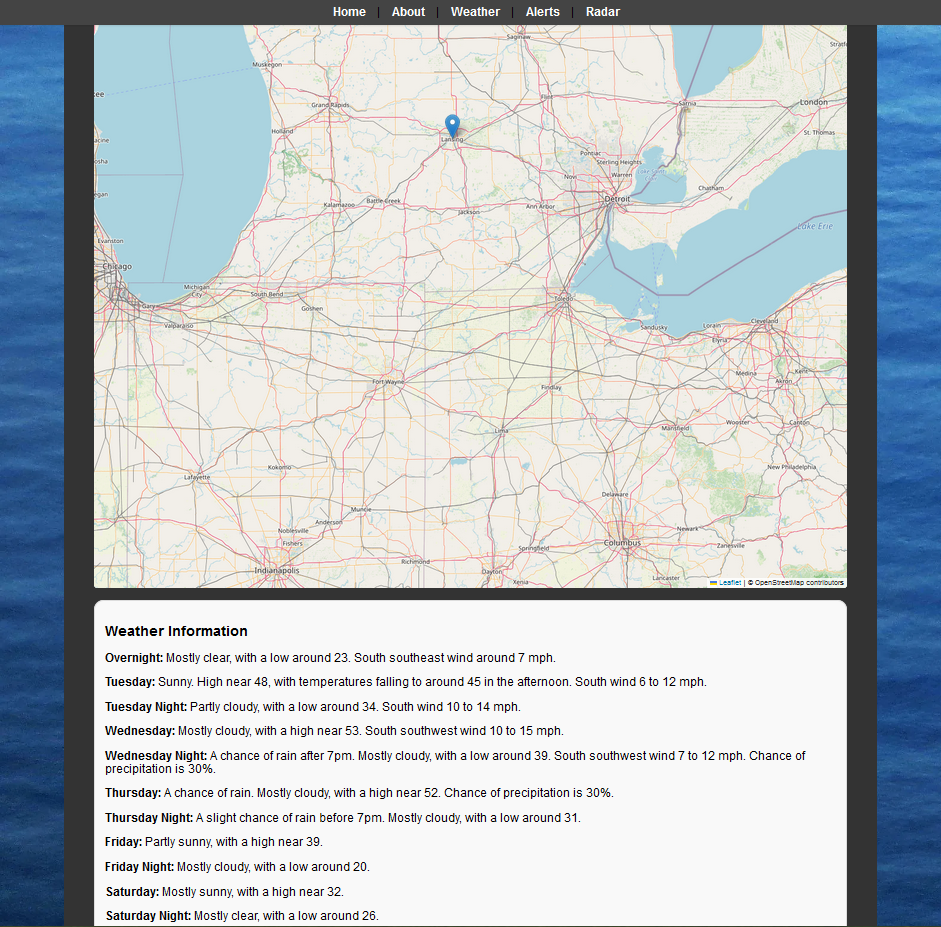 Home | About | Weather | Alerts | Radar
Saginaw
Stratf
Muskegon
ee
Grand Rapids
Flint
Sarnia
London
Holland
Lansing
St. Thomas
acine
Pontiac
osha
Sterling Heights
Novi
Warren
Lake Saint
egan
Battle Creek
Chatham
Kalamazoo
Jackson
Ann Arbor
Detroit
Lake Erie
Evanston
Chicago
Michigan
City
South Bend
Toledo
Gary
Goshen
Valparaiso
Sandusky
Lorain
Cleveland
Elyria
Medina
Kent
Fort Wayne
Findlay
Akron
Wooster
Canton
Lima
Mansfield
Kokomo
New Philadelphia
Lafayette
Delaware
Muncie
Anderson
Noblesville
Newark
Fishers
Columbus
Springfield
Zanesville
Richmond
Indianapolis
Dayton
Lancaster
Xenia
Leaflet | © OpenStreetMap contributors
Weather Information
Overnight: Mostly clear, with a low around 23. South southeast wind around 7 mph.
Tuesday: Sunny. High near 48, with temperatures falling to around 45 in the afternoon. South wind 6 to 12 mph.
Tuesday Night: Partly cloudy, with a low around 34. South wind 10 to 14 mph.
Wednesday: Mostly cloudy, with a high near 53. South southwest wind 10 to 15 mph.
Wednesday Night: A chance of rain after 7pm. Mostly cloudy, with a low around 39. South southwest wind 7 to 12 mph. Chance of
precipitation is 30%.
Thursday: A chance of rain. Mostly cloudy, with a high near 52. Chance of precipitation is 30%.
Thursday Night: A slight chance of rain before 7pm. Mostly cloudy, with a low around 31.
Friday: Partly sunny, with a high near 39.
Friday Night: Mostly cloudy, with a low around 20.
Saturday: Mostly sunny, with a high near 32.
Saturday Night: Mostly clear, with a low around 26.